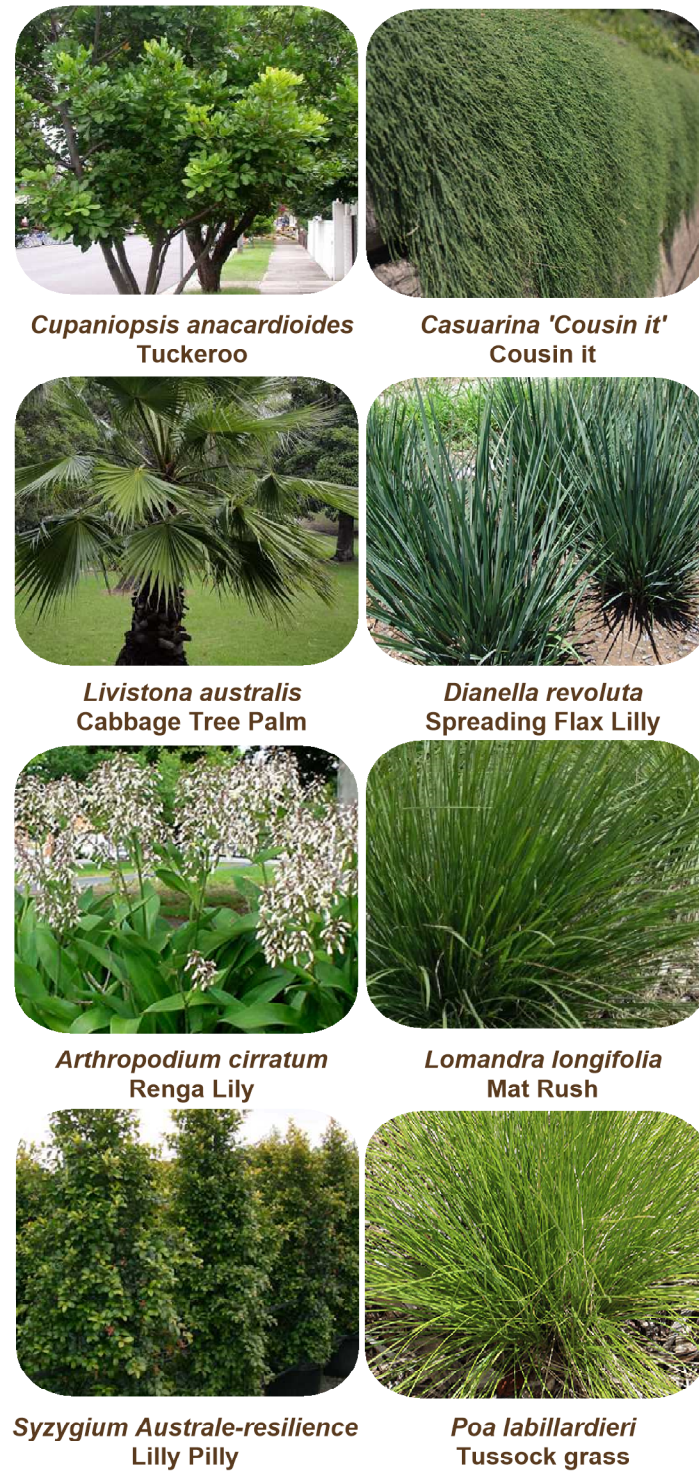 Cupaniopsis anacardioides
Tuckeroo
Casuarina 'Cousin it'
Cousin it
Livistona australis
Cabbage Tree Palm
Dianella revoluta
Spreading Flax Lilly
Arthropodium cirratum
Renga Lily
Lomandra longifolia
Mat Rush
Syzygium Australe-resilience
Lilly Pilly
Poa labillardieri
Tussock grass